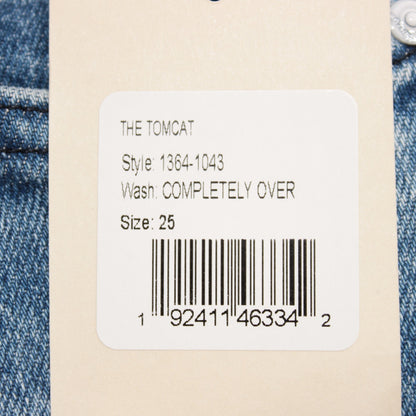 THE TOMCAT
Style: 1364-1043
Wash: COMPLETELY OVER
Size: 25
1 92411 46334 2